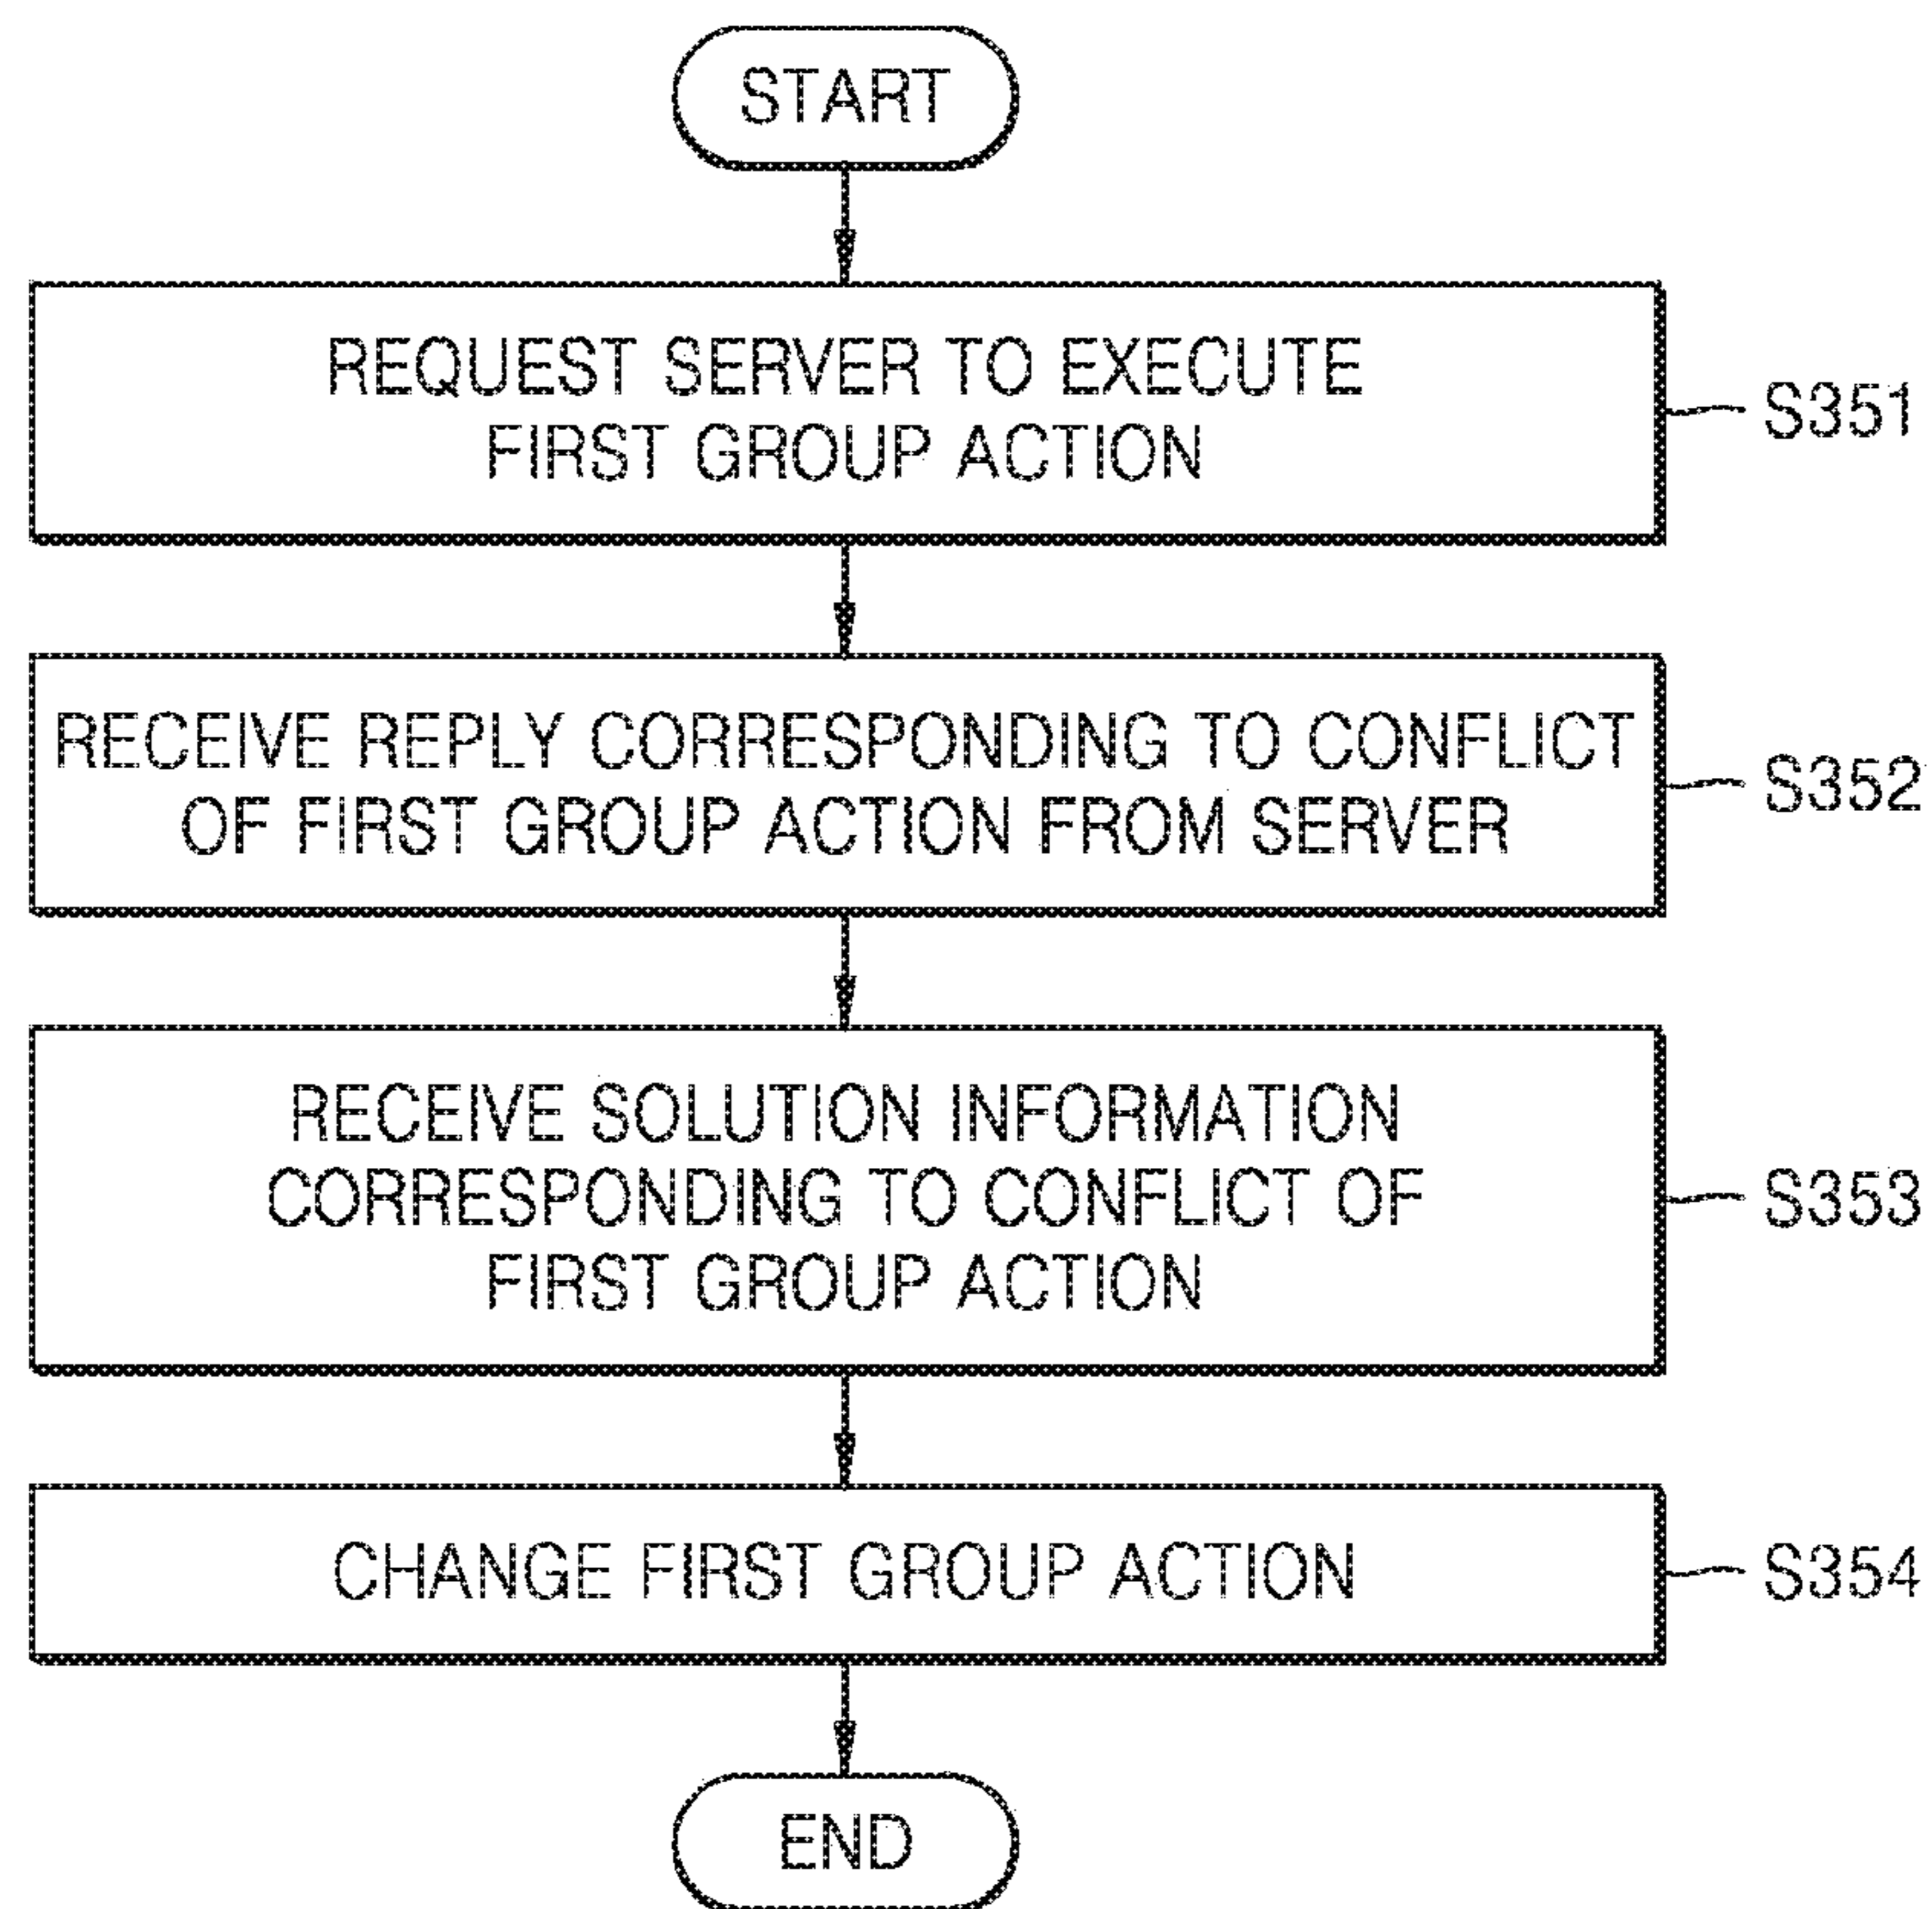 START
REQUEST SERVER TO EXECUTE
FIRST GROUP ACTION
S351
RECEIVE REPLY CORRESPONDING TO CONFLICT
OF FIRST GROUP ACTION FROM SERVER
S352
RECEIVE SOLUTION INFORMATION
CORRESPONDING TO CONFLICT OF
FIRST GROUP ACTION
S353
CHANGE FIRST GROUP ACTION
S354
END